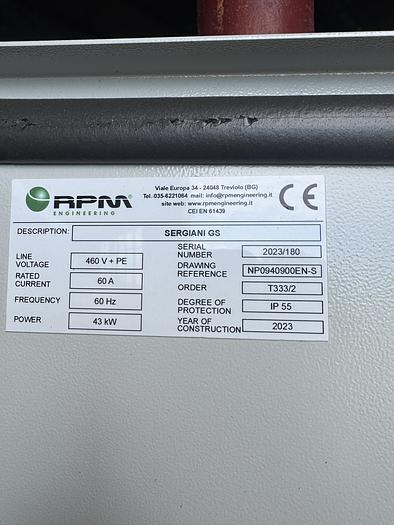 RPM
ENGINEERING
Viale Europa 34 - 24048 Treviolo (BG)
Tel. 035-6221064 mail: info@rpmengineering.it
site web: www.rpmengineering.it
CEI EN 61439
CE
DESCRIPTION: SERGIANI GS
LINE VOLTAGE 460 V + PE
RATED CURRENT 60 A
FREQUENCY 60 Hz
POWER 43 kW
SERIAL NUMBER 2023/180
DRAWING REFERENCE NP0940900EN-S
ORDER T333/2
DEGREE OF PROTECTION IP 55
YEAR OF CONSTRUCTION 2023